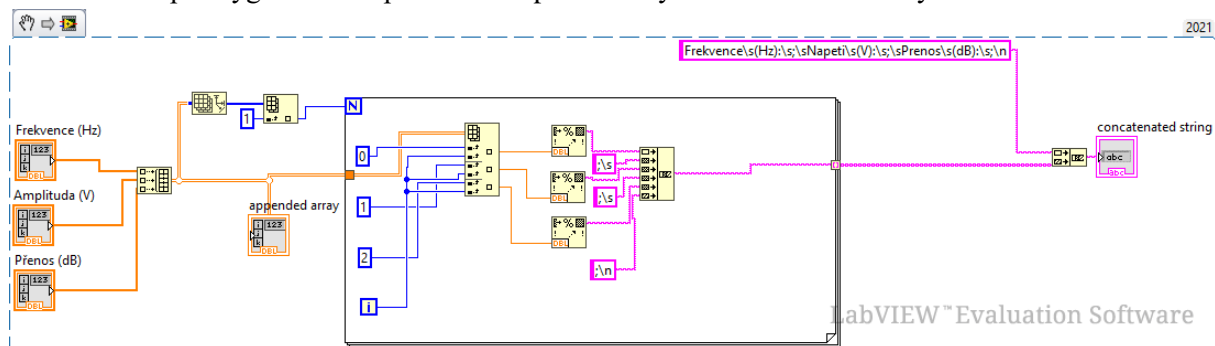 2021
Frekvence\s(Hz):\s;\sNapeti\s(V):\s;\sPrenos\s(dB):\s;\n
Frekvence (Hz)
1
N
concatenated string
0
;\s
Amplituda (V)
appended array
1
;\s
2
Přenos (dB)
;\n
i
LabVIEW™ Evaluation Software